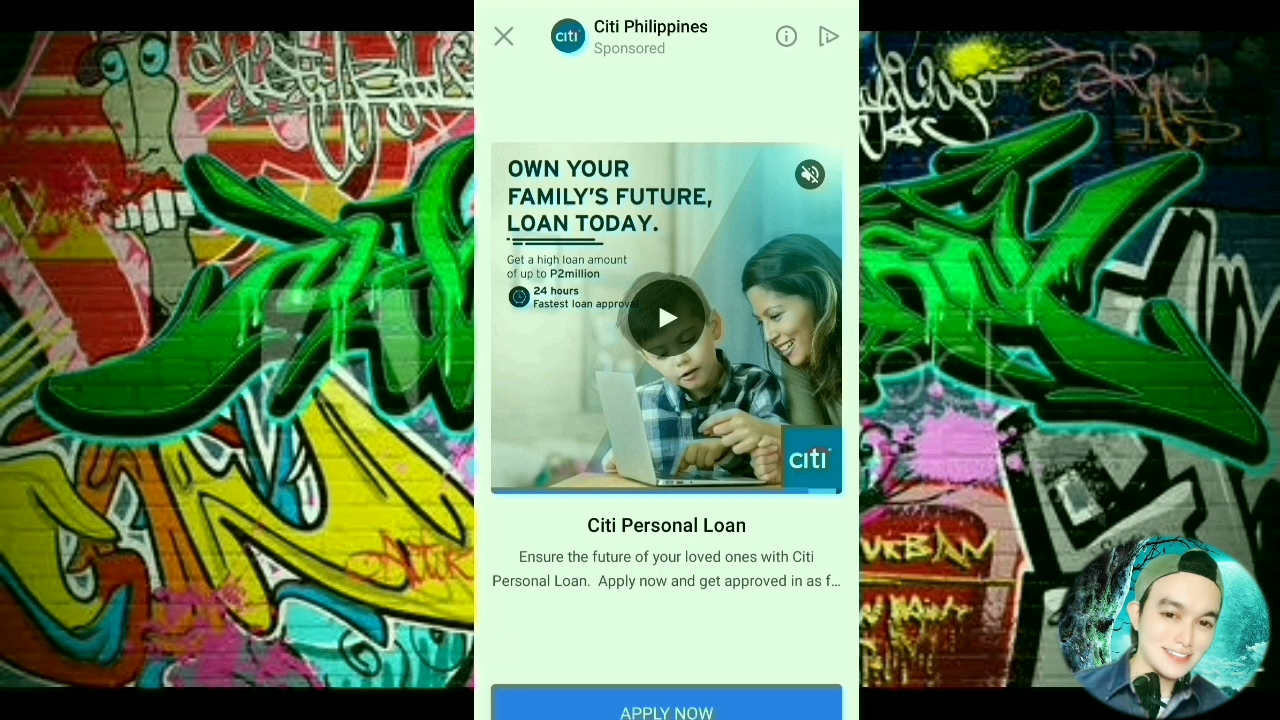 Citi Philippines
Sponsored
OWN YOUR
FAMILY'S FUTURE,
LOAN TODAY.
Get a high loan amount
of up to P2million
24 hours
Fastest loan approval
citi
citi
Citi Personal Loan
Ensure the future of your loved ones with Citi
Personal Loan. Apply now and get approved in as f...
APPLY NOW
URBAN